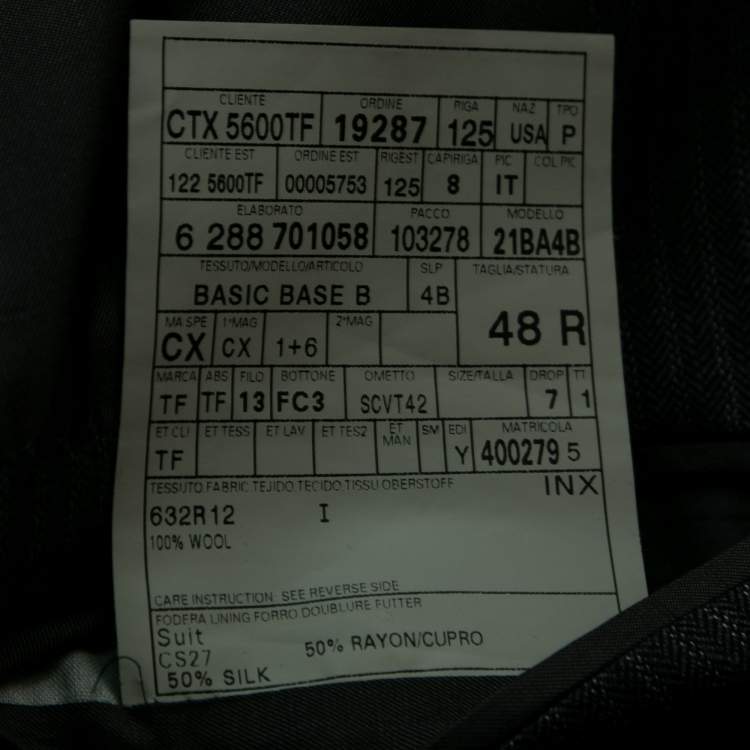 CLIENTE ORDINE RIGA NAZ TPO
CTX 5600TF 19287 125 USA P
CLIENTE EST ORDINE EST RIGEST CAPIRIGA PIC COL PIC
122 5600TF 00005753 125 8 IT
ELABORATO PACCO MODELLO
6 288 701058 103278 21BA4B
TESSUTO/MODELLO/ARTICOLO SLP TAGLIA/STATURA
BASIC BASE B 4B
48 R
MA SPE 1°MAG 2°MAG
CX CX 1+6
MARCA ABS FILO BOTTONE OMETTO SIZE/TALLA DROP TT
TF TF 13 FC3 SCVT42 7 1
ET CLI ET TESS ET LAV ET TES2 ET MAN SM EDI MATRICOLA
TF Y 400279 5
TESSUTO FABRIC TEJIDO TECIDO TISSU OBERSTOFF INX
632R12 I
100% WOOL
CARE INSTRUCTION: SEE REVERSE SIDE
FODERA LINING FORRO DOUBLURE FUTTER
Suit 50% RAYON/CUPRO
CS27
50% SILK